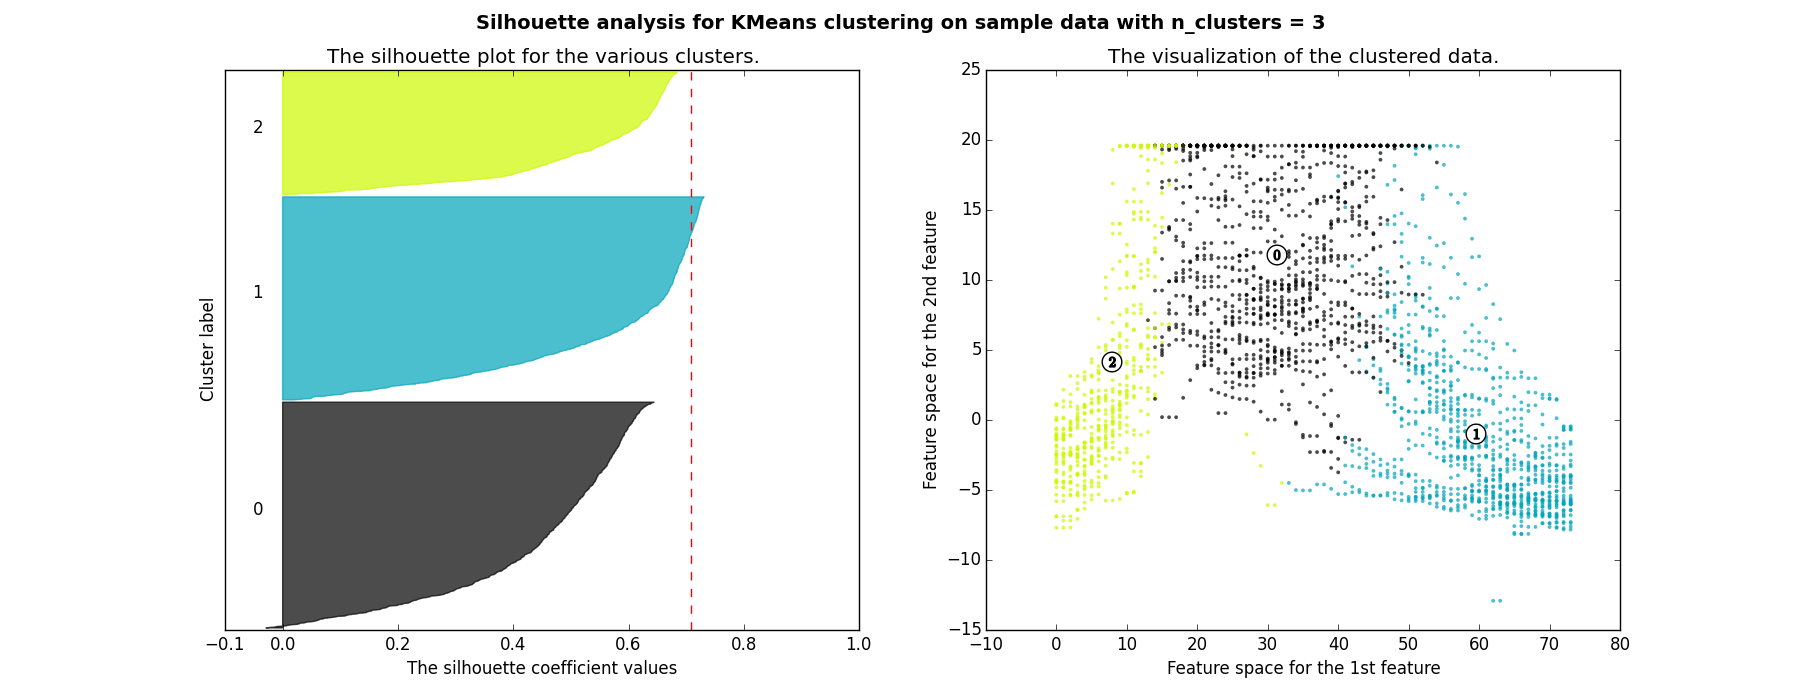 Silhouette analysis for KMeans clustering on sample data with n_clusters = 3
The silhouette plot for the various clusters.
2
1
0
Cluster label
−0.1 0.0 0.2 0.4 0.6 0.8 1.0
The silhouette coefficient values
The visualization of the clustered data.
25
20
15
10
5
0
−5
−10
−15
Feature space for the 2nd feature
0
2
1
−10 0 10 20 30 40 50 60 70 80
Feature space for the 1st feature